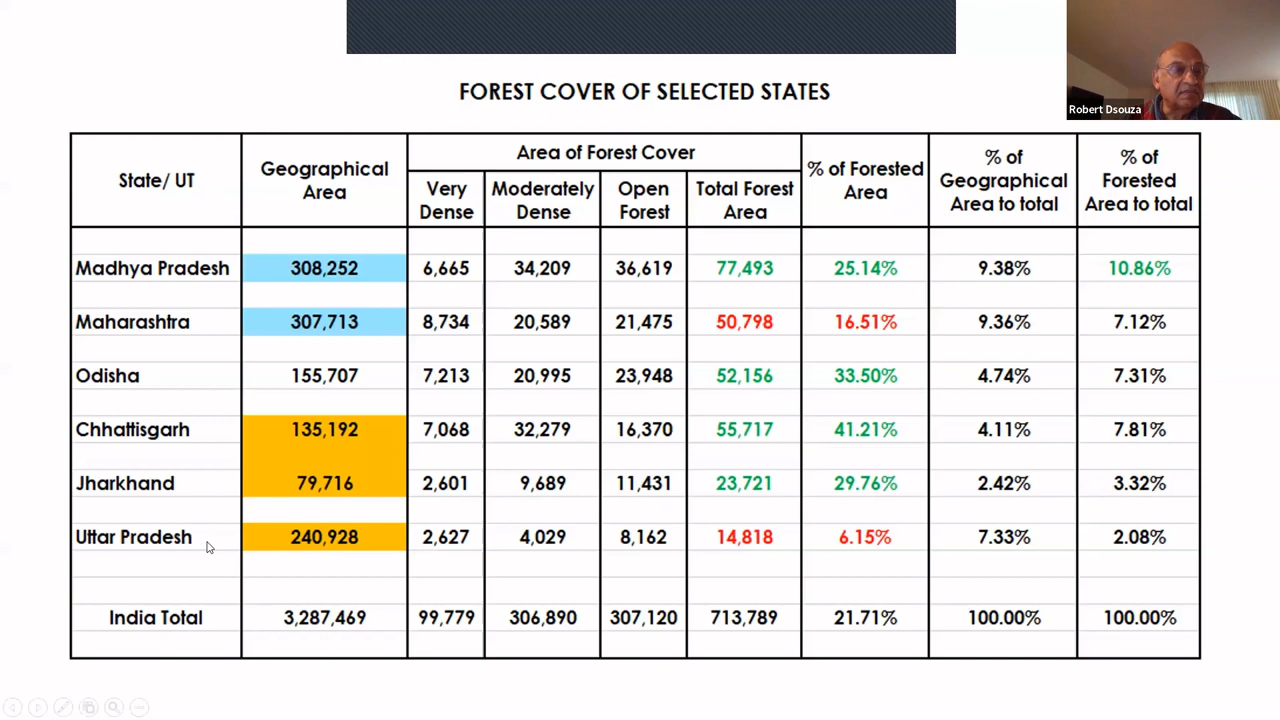 FOREST COVER OF SELECTED STATES
Robert Dsouza
State/ UT
Geographical
Area
Area of Forest Cover
Very
Dense
Moderately
Dense
Open
Forest
Total Forest
Area
% of Forested
Area
% of
Geographical
Area to total
% of
Forested
Area to total
Madhya Pradesh 308,252 6,665 34,209 36,619 77,493 25.14% 9.38% 10.86%
Maharashtra 307,713 8,734 20,589 21,475 50,798 16.51% 9.36% 7.12%
Odisha 155,707 7,213 20,995 23,948 52,156 33.50% 4.74% 7.31%
Chhattisgarh 135,192 7,068 32,279 16,370 55,717 41.21% 4.11% 7.81%
Jharkhand 79,716 2,601 9,689 11,431 23,721 29.76% 2.42% 3.32%
Uttar Pradesh 240,928 2,627 4,029 8,162 14,818 6.15% 7.33% 2.08%
India Total 3,287,469 99,779 306,890 307,120 713,789 21.71% 100.00% 100.00%